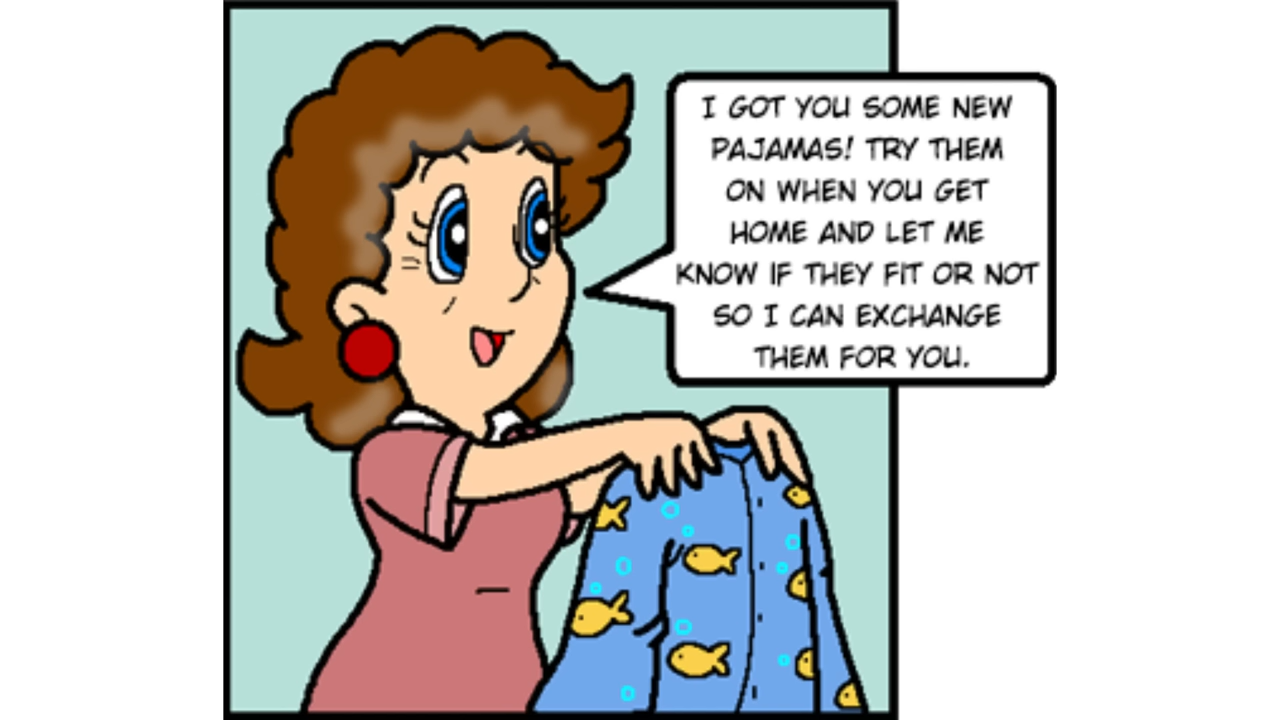 I GOT YOU SOME NEW
PAJAMAS! TRY THEM
ON WHEN YOU GET
HOME AND LET ME
KNOW IF THEY FIT OR NOT
SO I CAN EXCHANGE
THEM FOR YOU.